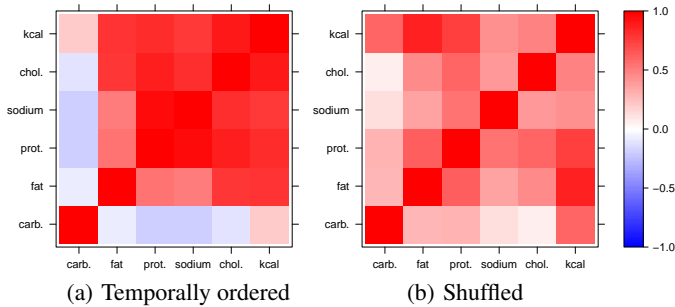 kcal
chol.
sodium
prot.
fat
carb.
carb. fat prot. sodium chol. kcal
(a) Temporally ordered
kcal
chol.
sodium
prot.
fat
carb.
carb. fat prot. sodium chol. kcal
(b) Shuffled
1.0
0.5
0.0
−0.5
−1.0